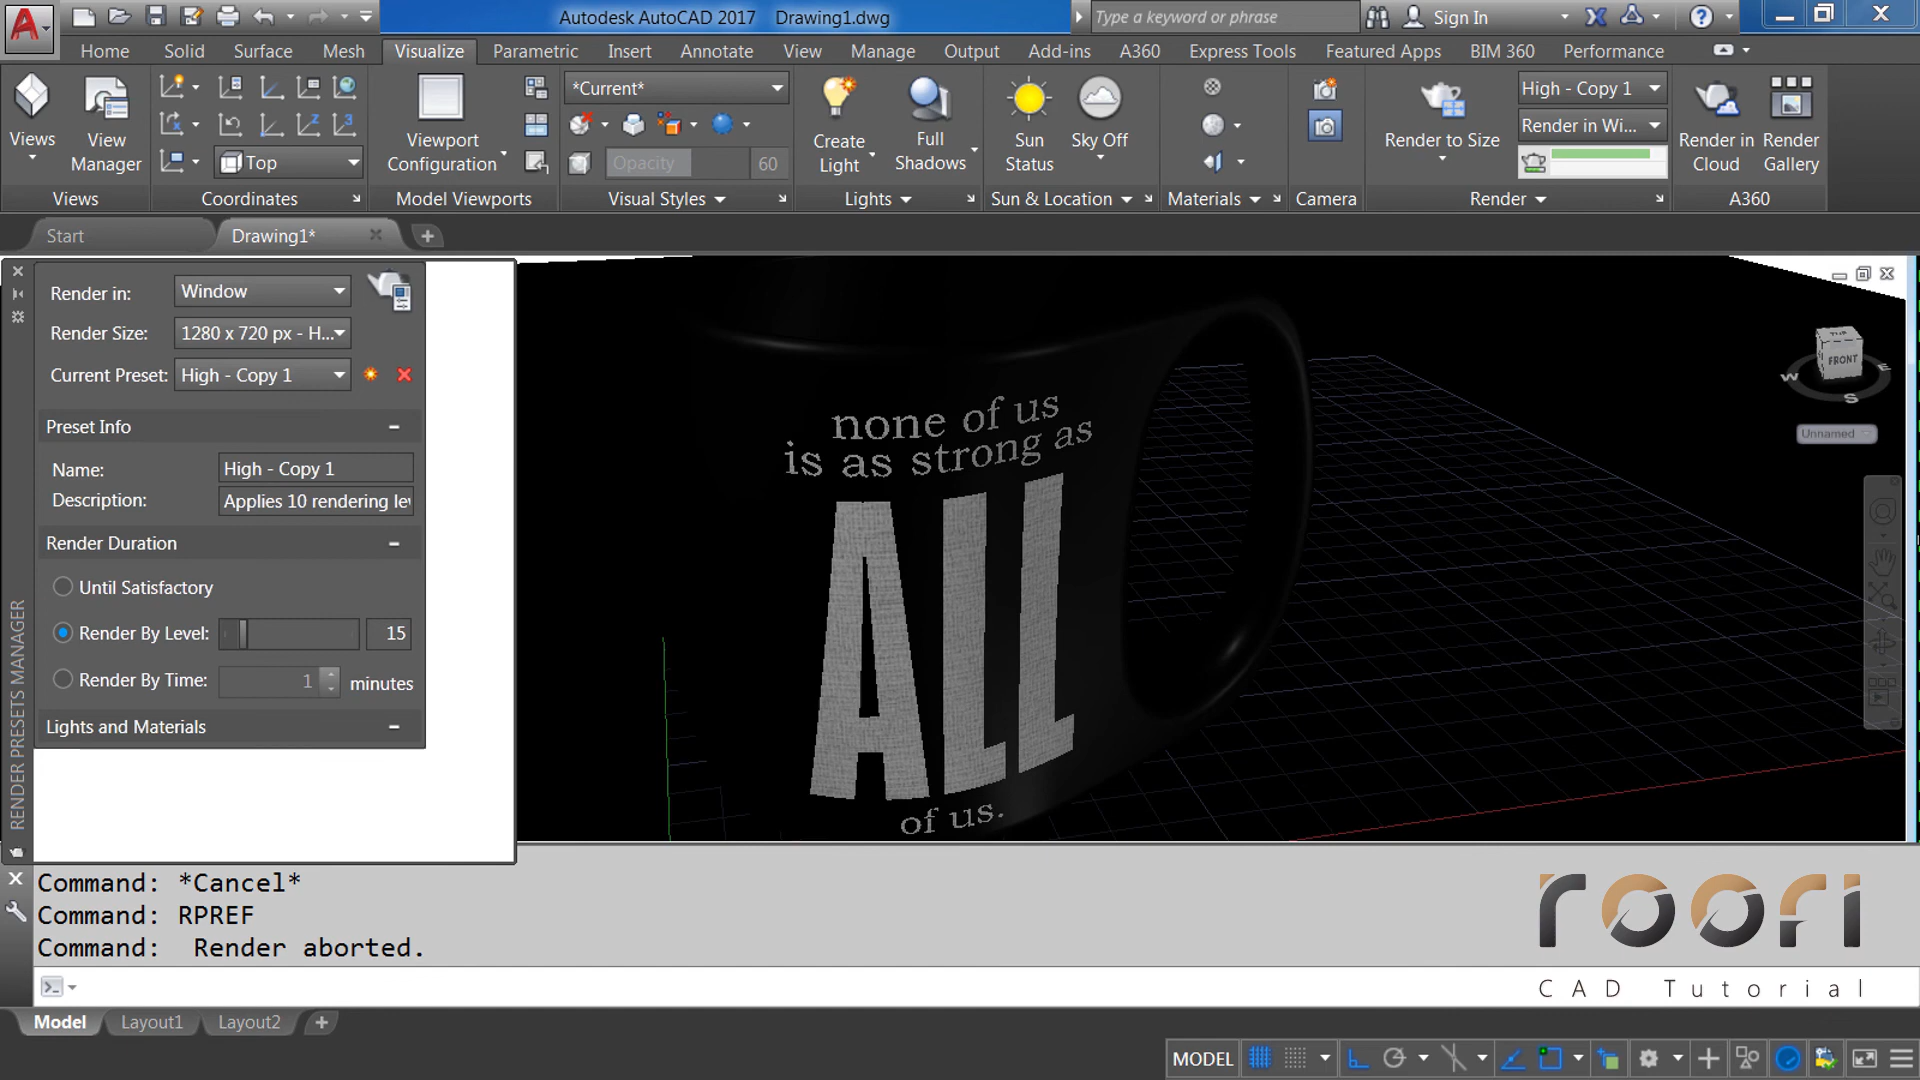 Autodesk AutoCAD 2017 Drawing1.dwg
Type a keyword or phrase
Sign In
Home Solid Surface Mesh Visualize Parametric Insert Annotate View Manage Output Add-ins A360 Express Tools Featured Apps BIM 360 Performance
Views
View Manager
Top
Viewport Configuration
*Current*
Opacity 60
Create Light
Full Shadows
Sun Status
Sky Off
Render to Size
High - Copy 1
Render in Wi...
Render in Cloud
Render Gallery
Views Coordinates Model Viewports Visual Styles Lights Sun & Location Materials Camera Render A360
Start Drawing1*
Render in: Window
Render Size: 1280 x 720 px - H...
Current Preset: High - Copy 1
Preset Info
Name: High - Copy 1
Description: Applies 10 rendering le
Render Duration
Until Satisfactory
Render By Level: 15
Render By Time: 1 minutes
Lights and Materials
RENDER PRESETS MANAGER
none of us
is as strong as
ALL
of us.
TOP
FRONT
W E
S
Unnamed
Command: *Cancel*
Command: RPREF
Command: Render aborted.
roofi
CAD Tutorial
Model Layout1 Layout2
MODEL